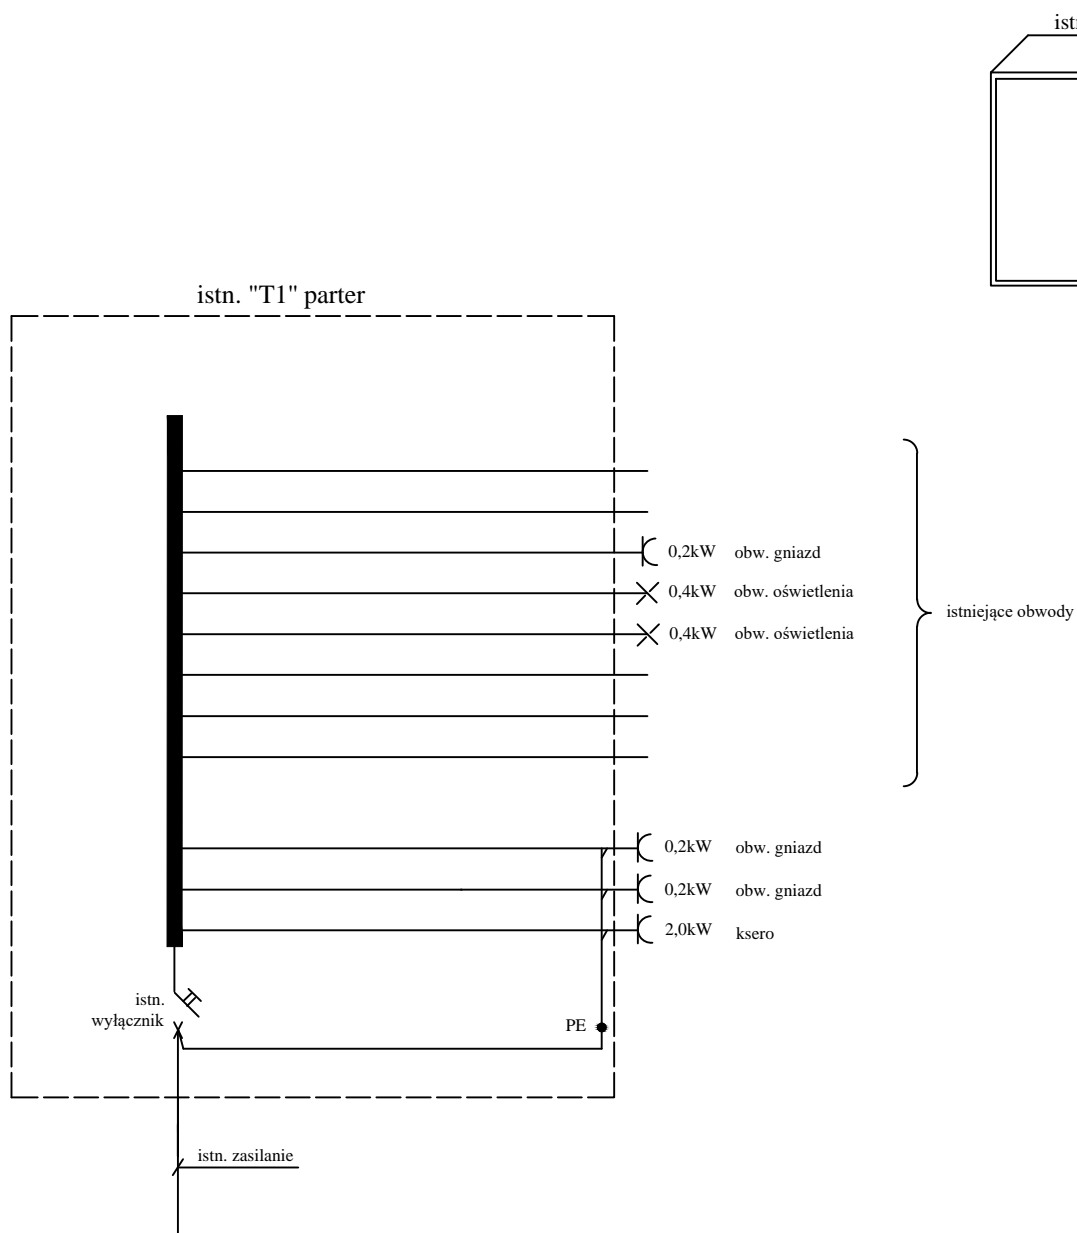 istn. "T1" parter
0,2kW obw. gniazd
0,4kW obw. oświetlenia
0,4kW obw. oświetlenia
istniejące obwody
0,2kW obw. gniazd
0,2kW obw. gniazd
2,0kW ksero
istn.
wyłącznik
PE
istn. zasilanie